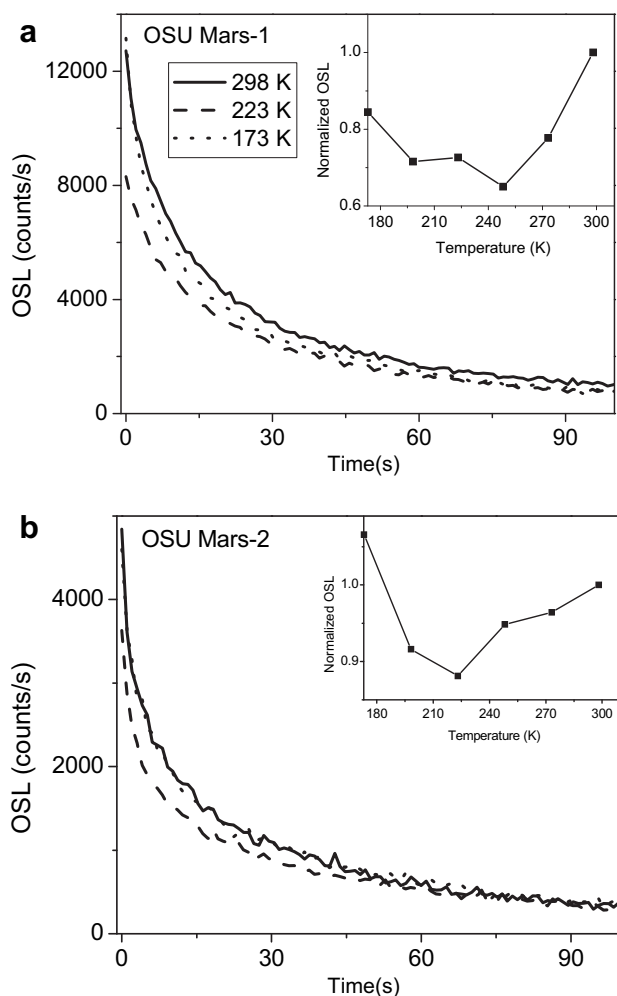 a
OSU Mars-1
298 K
223 K
173 K
OSL (counts/s)
12000
8000
4000
0
0 30 60 90
Time(s)
Normalized OSL
1.0
0.8
0.6
180 210 240 270 300
Temperature (K)
b
OSU Mars-2
OSL (counts/s)
4000
2000
0
0 30 60 90
Time(s)
Normalized OSL
1.0
0.9
180 210 240 270 300
Temperature (K)